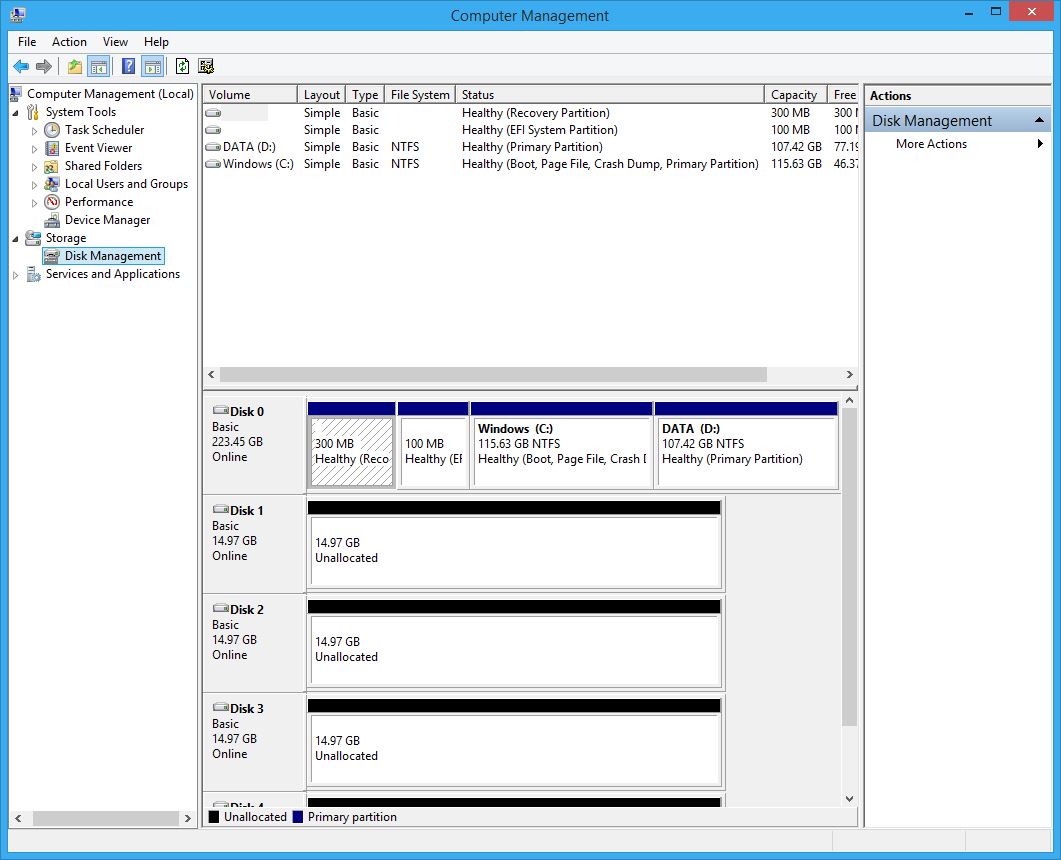 Computer Management
File Action View Help
Computer Management (Local)
System Tools
Task Scheduler
Event Viewer
Shared Folders
Local Users and Groups
Performance
Device Manager
Storage
Disk Management
Services and Applications
Volume Layout Type File System Status Capacity Free
Simple Basic Healthy (Recovery Partition) 300 MB 300
Simple Basic Healthy (EFI System Partition) 100 MB 100
DATA (D:) Simple Basic NTFS Healthy (Primary Partition) 107.42 GB 77.19
Windows (C:) Simple Basic NTFS Healthy (Boot, Page File, Crash Dump, Primary Partition) 115.63 GB 46.37
Disk 0
Basic
223.45 GB
Online
300 MB
Healthy (Reco
100 MB
Healthy (EF
Windows (C:)
115.63 GB NTFS
Healthy (Boot, Page File, Crash
DATA (D:)
107.42 GB NTFS
Healthy (Primary Partition)
Disk 1
Basic
14.97 GB
Online
14.97 GB
Unallocated
Disk 2
Basic
14.97 GB
Online
14.97 GB
Unallocated
Disk 3
Basic
14.97 GB
Online
14.97 GB
Unallocated
Disk 4
Unallocated Primary partition
Actions
Disk Management
More Actions